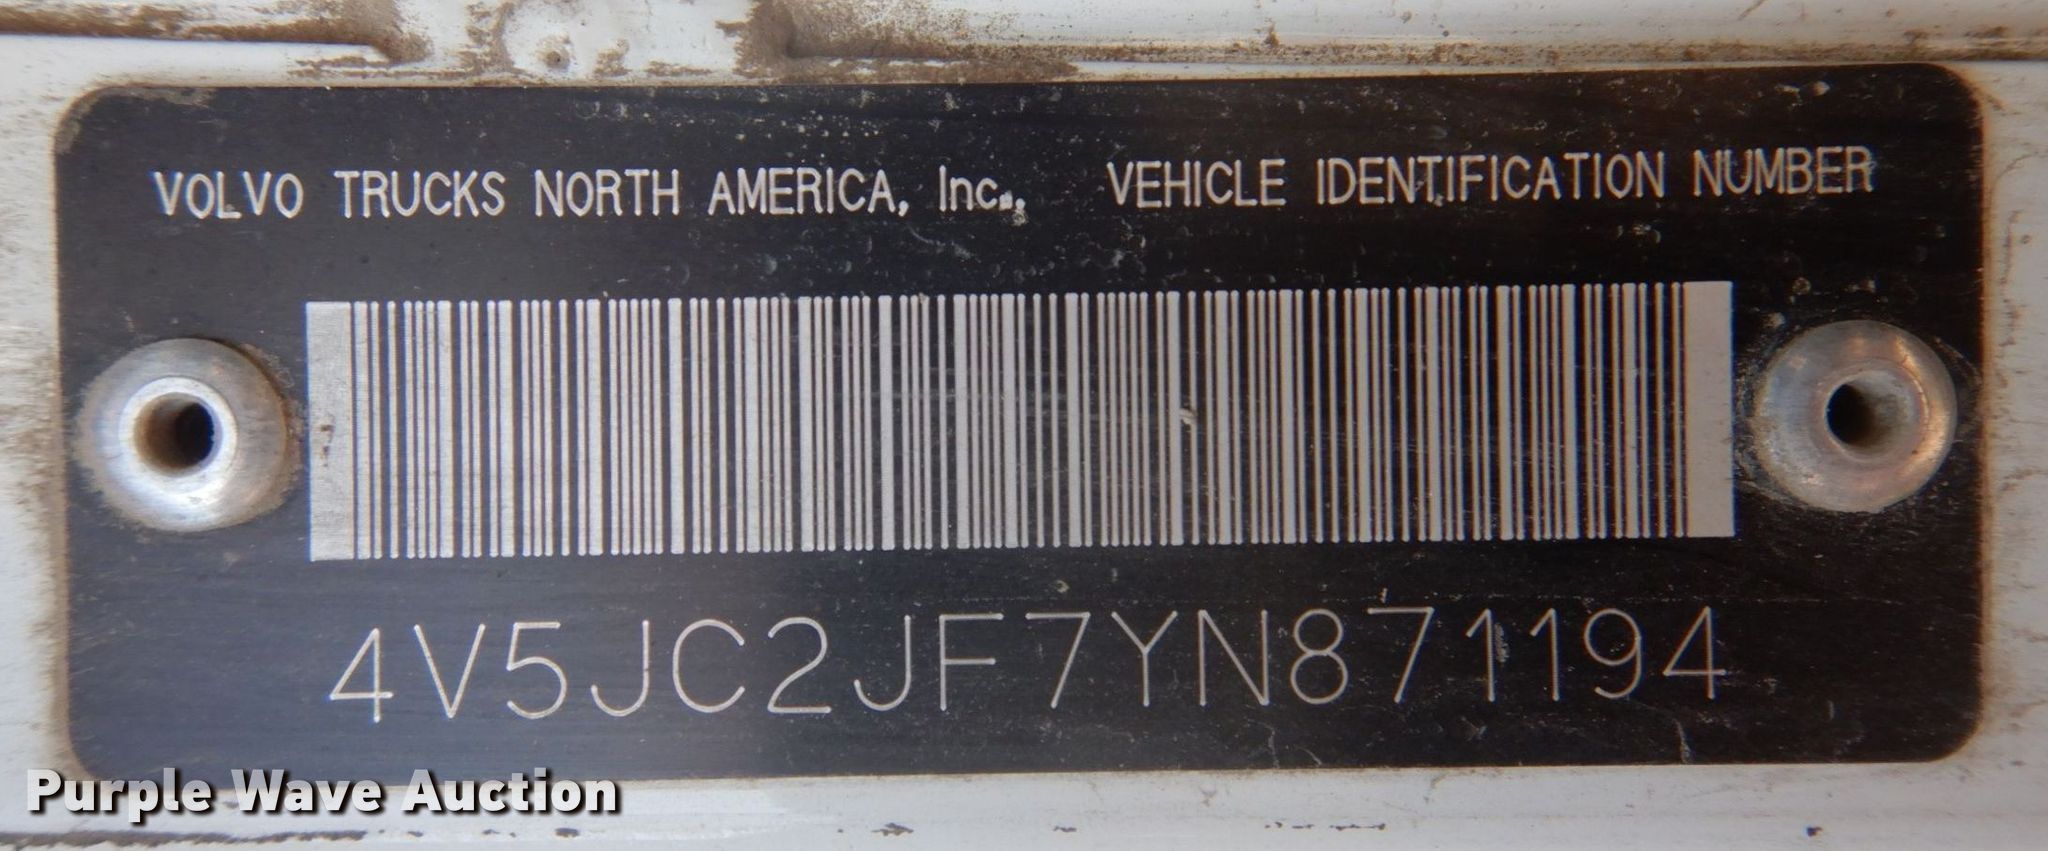 VOLVO TRUCKS NORTH AMERICA, Inc., VEHICLE IDENTIFICATION NUMBER
4V5JC2JF7YN871194
Purple Wave Auction